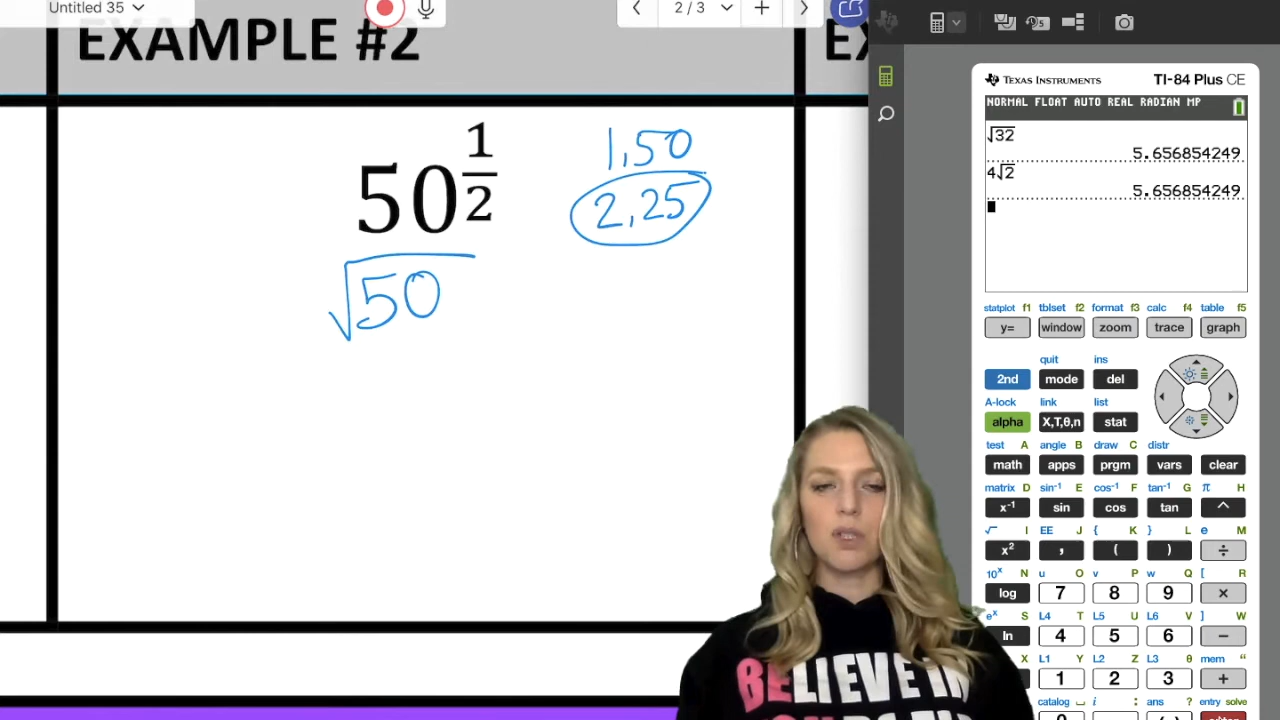 Untitled 35
2 / 3
EXAMPLE #2
50^(1/2)
1,50
2,25
√50
TEXAS INSTRUMENTS TI-84 Plus CE
NORMAL FLOAT AUTO REAL RADIAN MP
√32
5.656854249
4√2
5.656854249
statplot f1 tblset f2 format f3 calc f4 table f5
y= window zoom trace graph
quit ins
2nd mode del
A-lock link list
alpha X,T,θ,n stat
test A angle B draw C distr
math apps prgm vars clear
matrix D sin⁻¹ E cos⁻¹ F tan⁻¹ G π H
x⁻¹ sin cos tan ^
√ I EE J { K } L e M
x² , ( ) ÷
10ˣ N u O v P w Q [ R
log 7 8 9 ×
eˣ S L4 T L5 U L6 V ] W
ln 4 5 6 −
X L1 Y L2 Z L3 θ mem “
1 2 3 +
catalog i : ans ? entry solve
BELIEVE IN